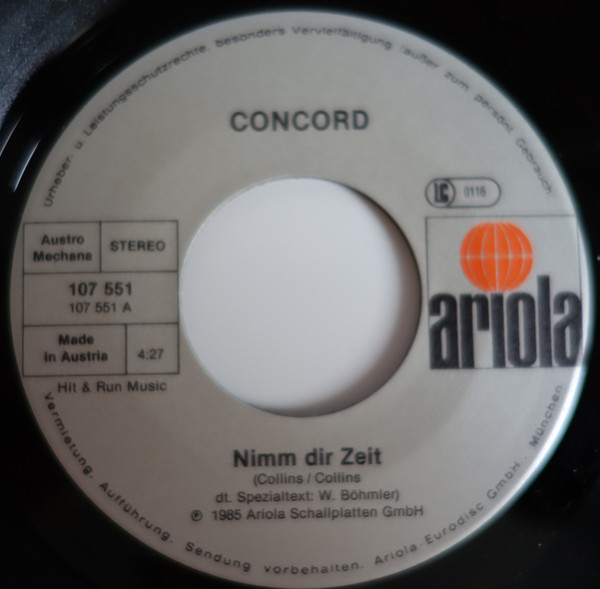 Urheber- u. Leistungsschutzrechte, besonders Vervielfältigung (außer zum persönl. Gebrauch)
CONCORD
LC 0116
Austro
Mechana
STEREO
107 551
107 551 A
Made
in Austria
4:27
Hit & Run Music
ariola
Nimm dir Zeit
(Collins / Collins
dt. Spezialtext: W. Böhmler)
℗ 1985 Ariola Schallplatten GmbH
Vermietung, Aufführung, Sendung vorbehalten. Ariola-Eurodisc GmbH., München